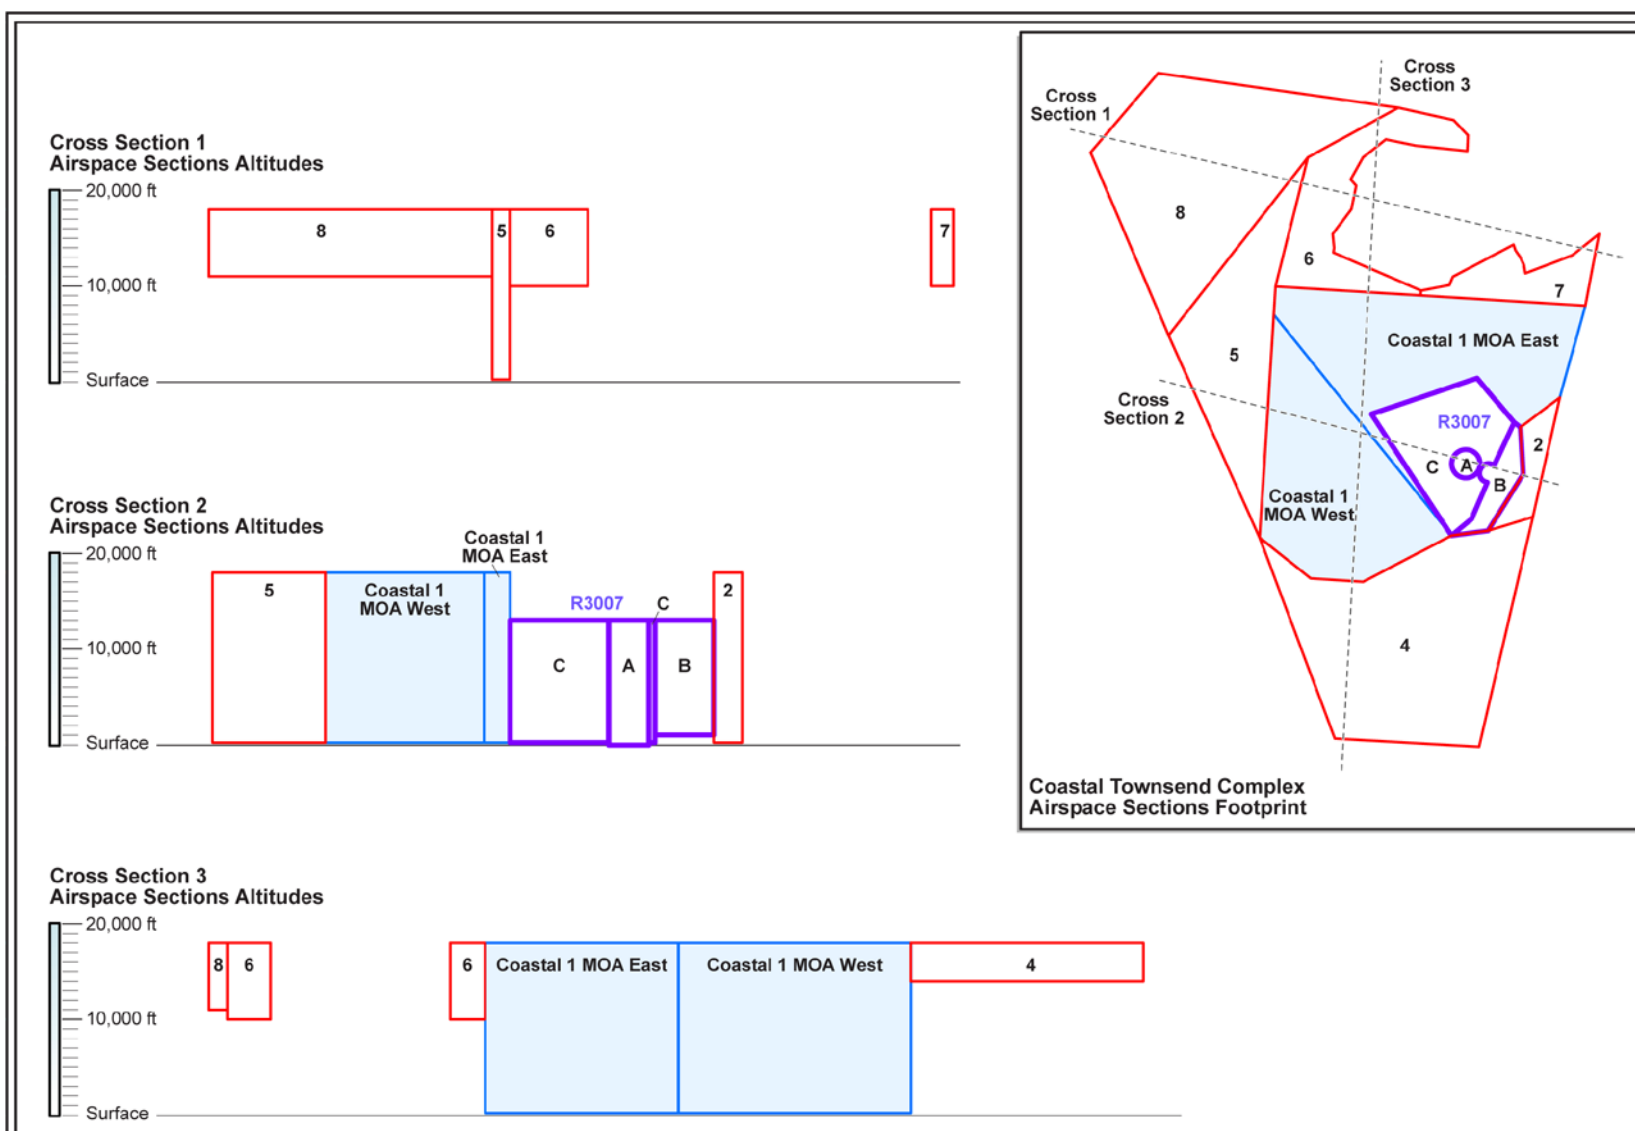 Cross Section 1
Airspace Sections Altitudes
20,000 ft
10,000 ft
Surface
8
5
6
7
Cross Section 2
Airspace Sections Altitudes
20,000 ft
10,000 ft
Surface
5
Coastal 1
MOA West
Coastal 1
MOA East
R3007
C
C
A
B
2
Cross Section 3
Airspace Sections Altitudes
20,000 ft
10,000 ft
Surface
8
6
6
Coastal 1 MOA East
Coastal 1 MOA West
4
Cross
Section 3
Cross
Section 1
8
6
7
Coastal 1 MOA East
5
Cross
Section 2
R3007
2
C
A
B
Coastal 1
MOA West
4
Coastal Townsend Complex
Airspace Sections Footprint